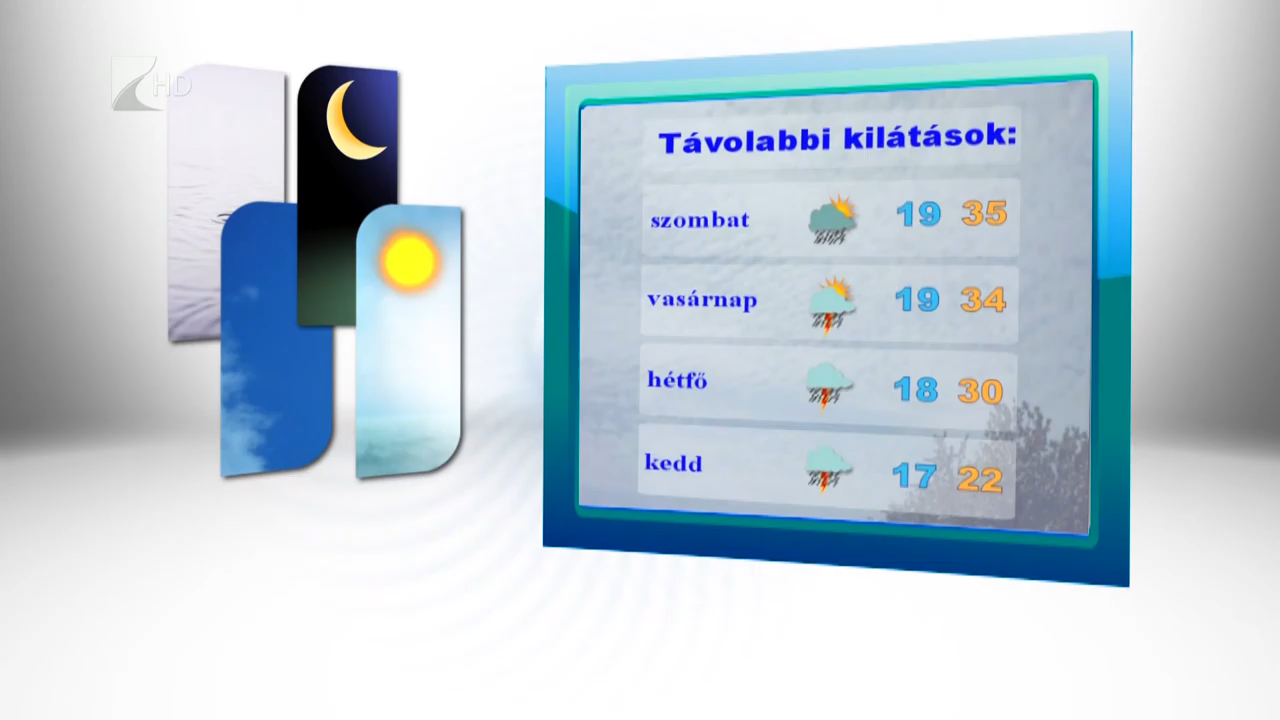 HD
Távolabbi kilátások:
szombat 19 35
vasárnap 19 34
hétfő 18 30
kedd 17 22